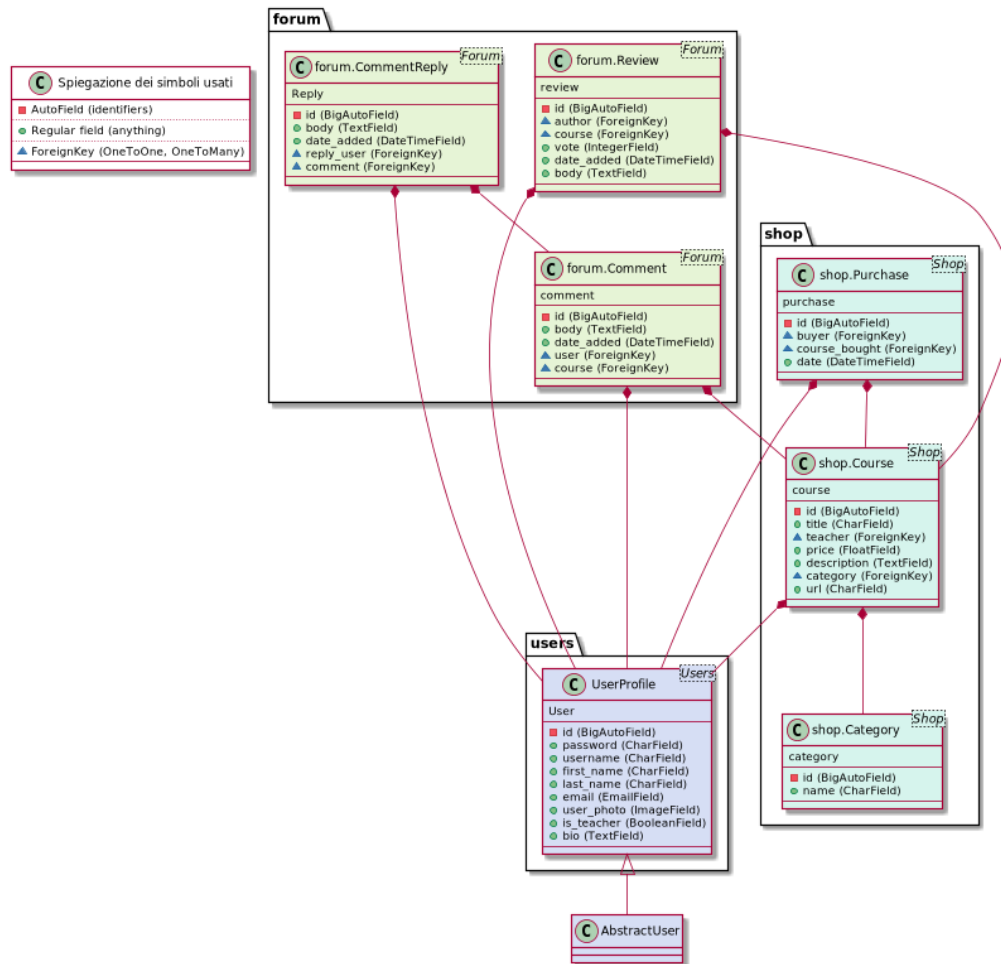 forum
C forum.CommentReply
Forum
Reply
id (BigAutoField)
body (TextField)
date_added (DateTimeField)
reply_user (ForeignKey)
comment (ForeignKey)
C forum.Review
Forum
review
id (BigAutoField)
author (ForeignKey)
course (ForeignKey)
vote (IntegerField)
date_added (DateTimeField)
body (TextField)
C Spiegazione dei simboli usati
AutoField (identifiers)
Regular field (anything)
ForeignKey (OneToOne, OneToMany)
C forum.Comment
Forum
comment
id (BigAutoField)
body (TextField)
date_added (DateTimeField)
user (ForeignKey)
course (ForeignKey)
shop
C shop.Purchase
Shop
purchase
id (BigAutoField)
buyer (ForeignKey)
course_bought (ForeignKey)
date (DateTimeField)
C shop.Course
Shop
course
id (BigAutoField)
title (CharField)
teacher (ForeignKey)
price (FloatField)
description (TextField)
category (ForeignKey)
url (CharField)
users
C UserProfile
Users
User
id (BigAutoField)
password (CharField)
username (CharField)
first_name (CharField)
last_name (CharField)
email (EmailField)
user_photo (ImageField)
is_teacher (BooleanField)
bio (TextField)
C shop.Category
Shop
category
id (BigAutoField)
name (CharField)
C AbstractUser